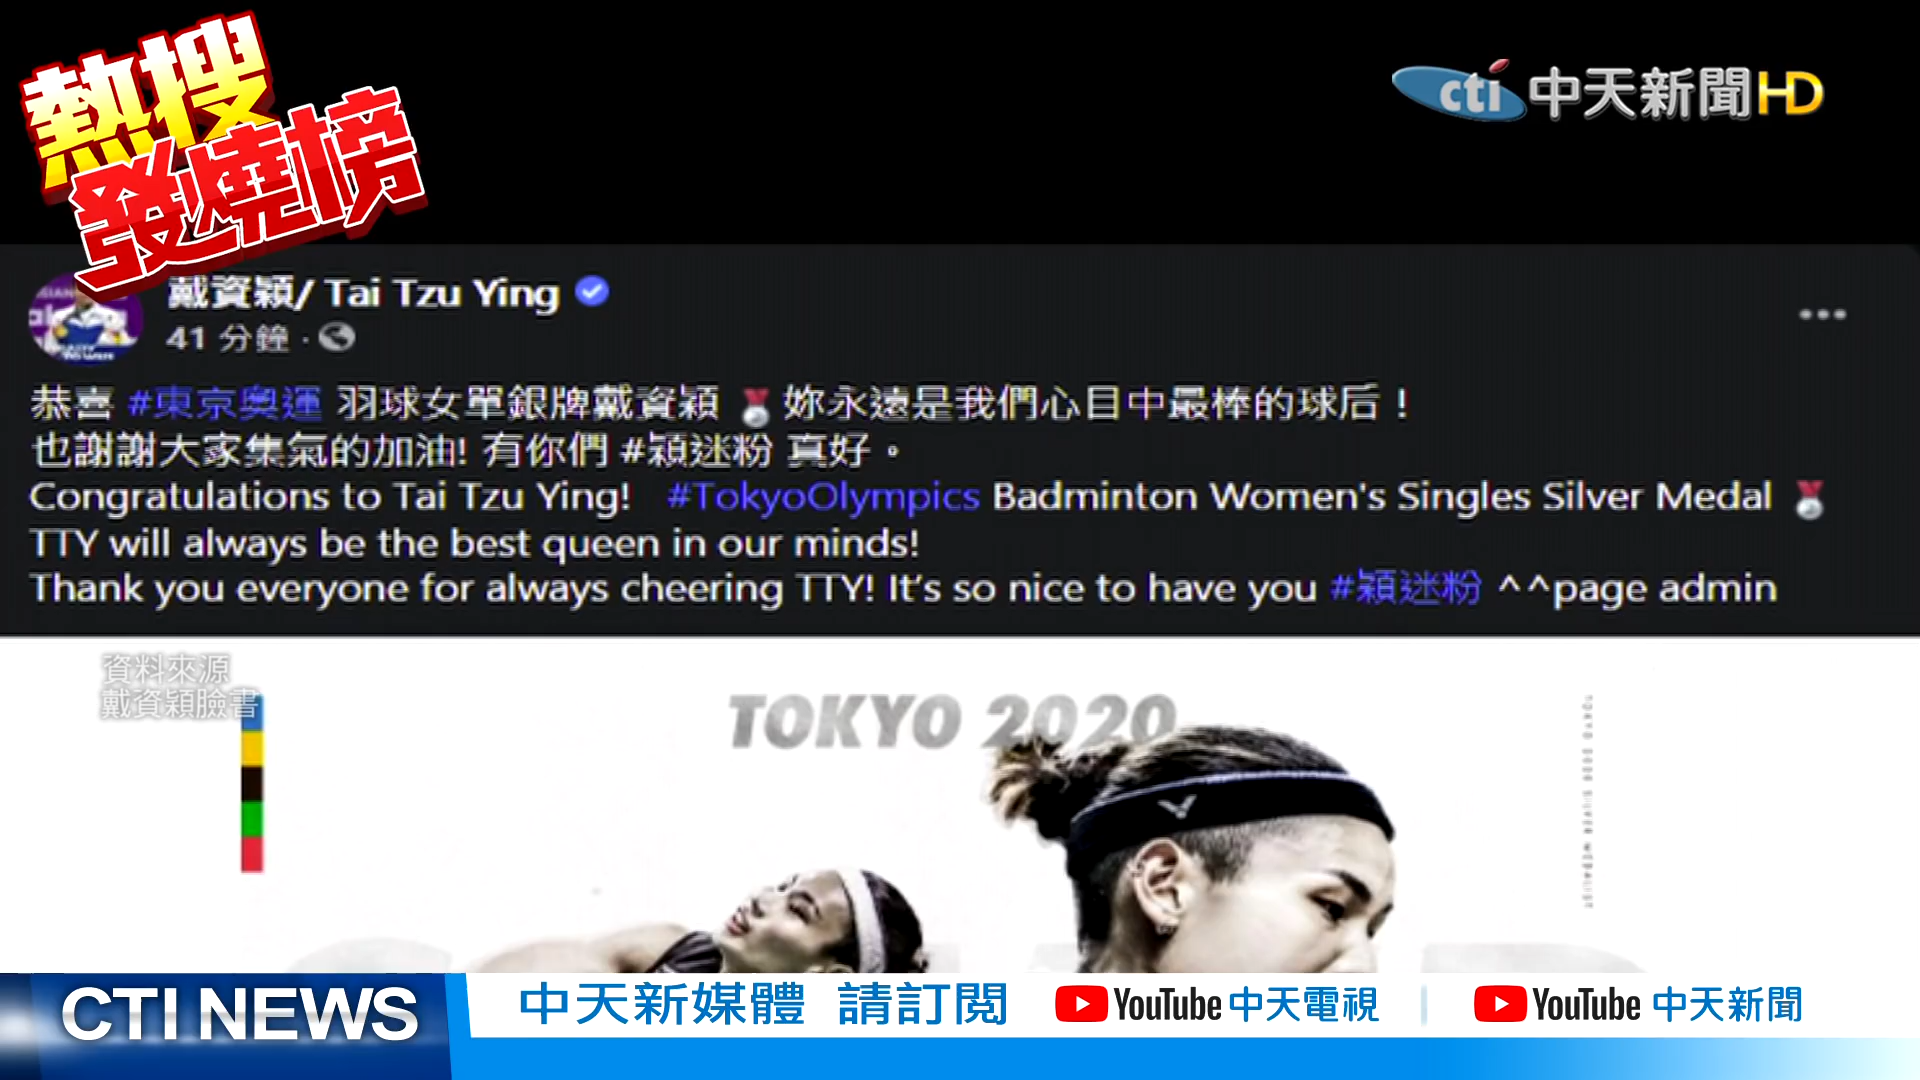 熱搜
發燒榜
cti 中天新聞HD
戴資穎/ Tai Tzu Ying
41 分鐘 ·
恭喜 #東京奧運 羽球女單銀牌戴資穎 🥈 妳永遠是我們心目中最棒的球后！
也謝謝大家集氣的加油! 有你們 #穎迷粉 真好。
Congratulations to Tai Tzu Ying! #TokyoOlympics Badminton Women's Singles Silver Medal 🥈
TTY will always be the best queen in our minds!
Thank you everyone for always cheering TTY! It's so nice to have you #穎迷粉 ^^page admin
資料來源
戴資穎臉書
TOKYO 2020
TOKYO 2020 SILVER MEDALIST
CTI NEWS
中天新媒體 請訂閱 YouTube 中天電視 | YouTube 中天新聞